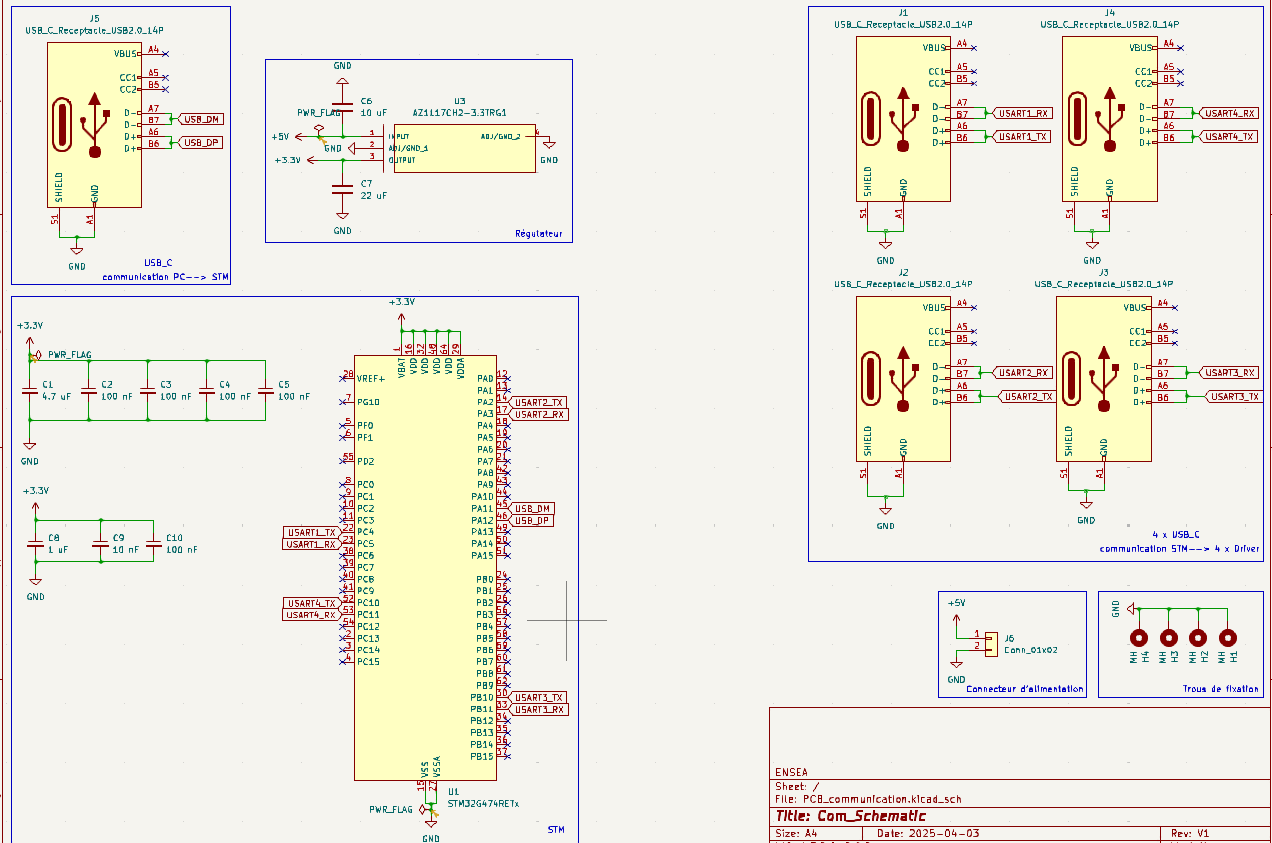 J5
USB_C_Receptacle_USB2.0_14P
VBUS A4
CC1 A5
CC2 B5
D- A7
D- B7 USB_DM
D+ A6
D+ B6 USB_DP
SHIELD GND
S1 A1
GND
USB_C
communication PC--> STM
GND
C6
10 uF
PWR_FLAG
U3
AZ1117CH2-3.3TRG1
+5V 1 INPUT
GND 2 ADJ/GND_1
+3.3V 3 OUTPUT
ADJ/GND_2 4
GND
C7
22 uF
GND
Régulateur
J1
USB_C_Receptacle_USB2.0_14P
VBUS A4
CC1 A5
CC2 B5
D- A7
D- B7 USART1_RX
D+ A6
D+ B6 USART1_TX
SHIELD GND
S1 A1
GND
J4
USB_C_Receptacle_USB2.0_14P
VBUS A4
CC1 A5
CC2 B5
D- A7
D- B7 USART4_RX
D+ A6
D+ B6 USART4_TX
SHIELD GND
S1 A1
GND
J2
USB_C_Receptacle_USB2.0_14P
VBUS A4
CC1 A5
CC2 B5
D- A7
D- B7 USART2_RX
D+ A6
D+ B6 USART2_TX
SHIELD GND
S1 A1
GND
J3
USB_C_Receptacle_USB2.0_14P
VBUS A4
CC1 A5
CC2 B5
D- A7
D- B7 USART3_RX
D+ A6
D+ B6 USART3_TX
SHIELD GND
S1 A1
GND
4 x USB_C
communication STM--> 4 x Driver
+3.3V
PWR_FLAG
C1 C2 C3 C4 C5
4.7 uF 100 nF 100 nF 100 nF 100 nF
GND
+3.3V
C8 C9 C10
1 uF 10 nF 100 nF
GND
+3.3V
1 16 32 48 64 29
VBAT VDD VDD VDD VDD VDDA
28 VREF+
7 PG10
5 PF0
6 PF1
55 PD2
8 PC0
9 PC1
10 PC2
11 PC3
USART1_TX 22 PC4
USART1_RX 23 PC5
38 PC6
39 PC7
40 PC8
41 PC9
USART4_TX 52 PC10
USART4_RX 53 PC11
54 PC12
2 PC13
3 PC14
4 PC15
PA0 12
PA1 13
PA2 14 USART2_TX
PA3 17 USART2_RX
PA4 18
PA5 19
PA6 20
PA7 21
PA8 42
PA9 43
PA10 44
PA11 45 USB_DM
PA12 46 USB_DP
PA13 49
PA14 50
PA15 51
PB0 24
PB1 25
PB2 26
PB3 56
PB4 57
PB5 58
PB6 59
PB7 60
PB8 61
PB9 62
PB10 30 USART3_TX
PB11 33 USART3_RX
PB12 34
PB13 35
PB14 36
PB15 37
VSS VSSA
15 27
U1
STM32G474RETx
PWR_FLAG
GND
STM
+5V
1
2
J6
Conn_01x02
GND
Connecteur d'alimentation
GND
MH MH MH MH
H4 H3 H2 H1
Trous de fixation
ENSEA
Sheet: /
File: PCB_communication.kicad_sch
Title: Com_Schematic
Size: A4 Date: 2025-04-03 Rev: V1